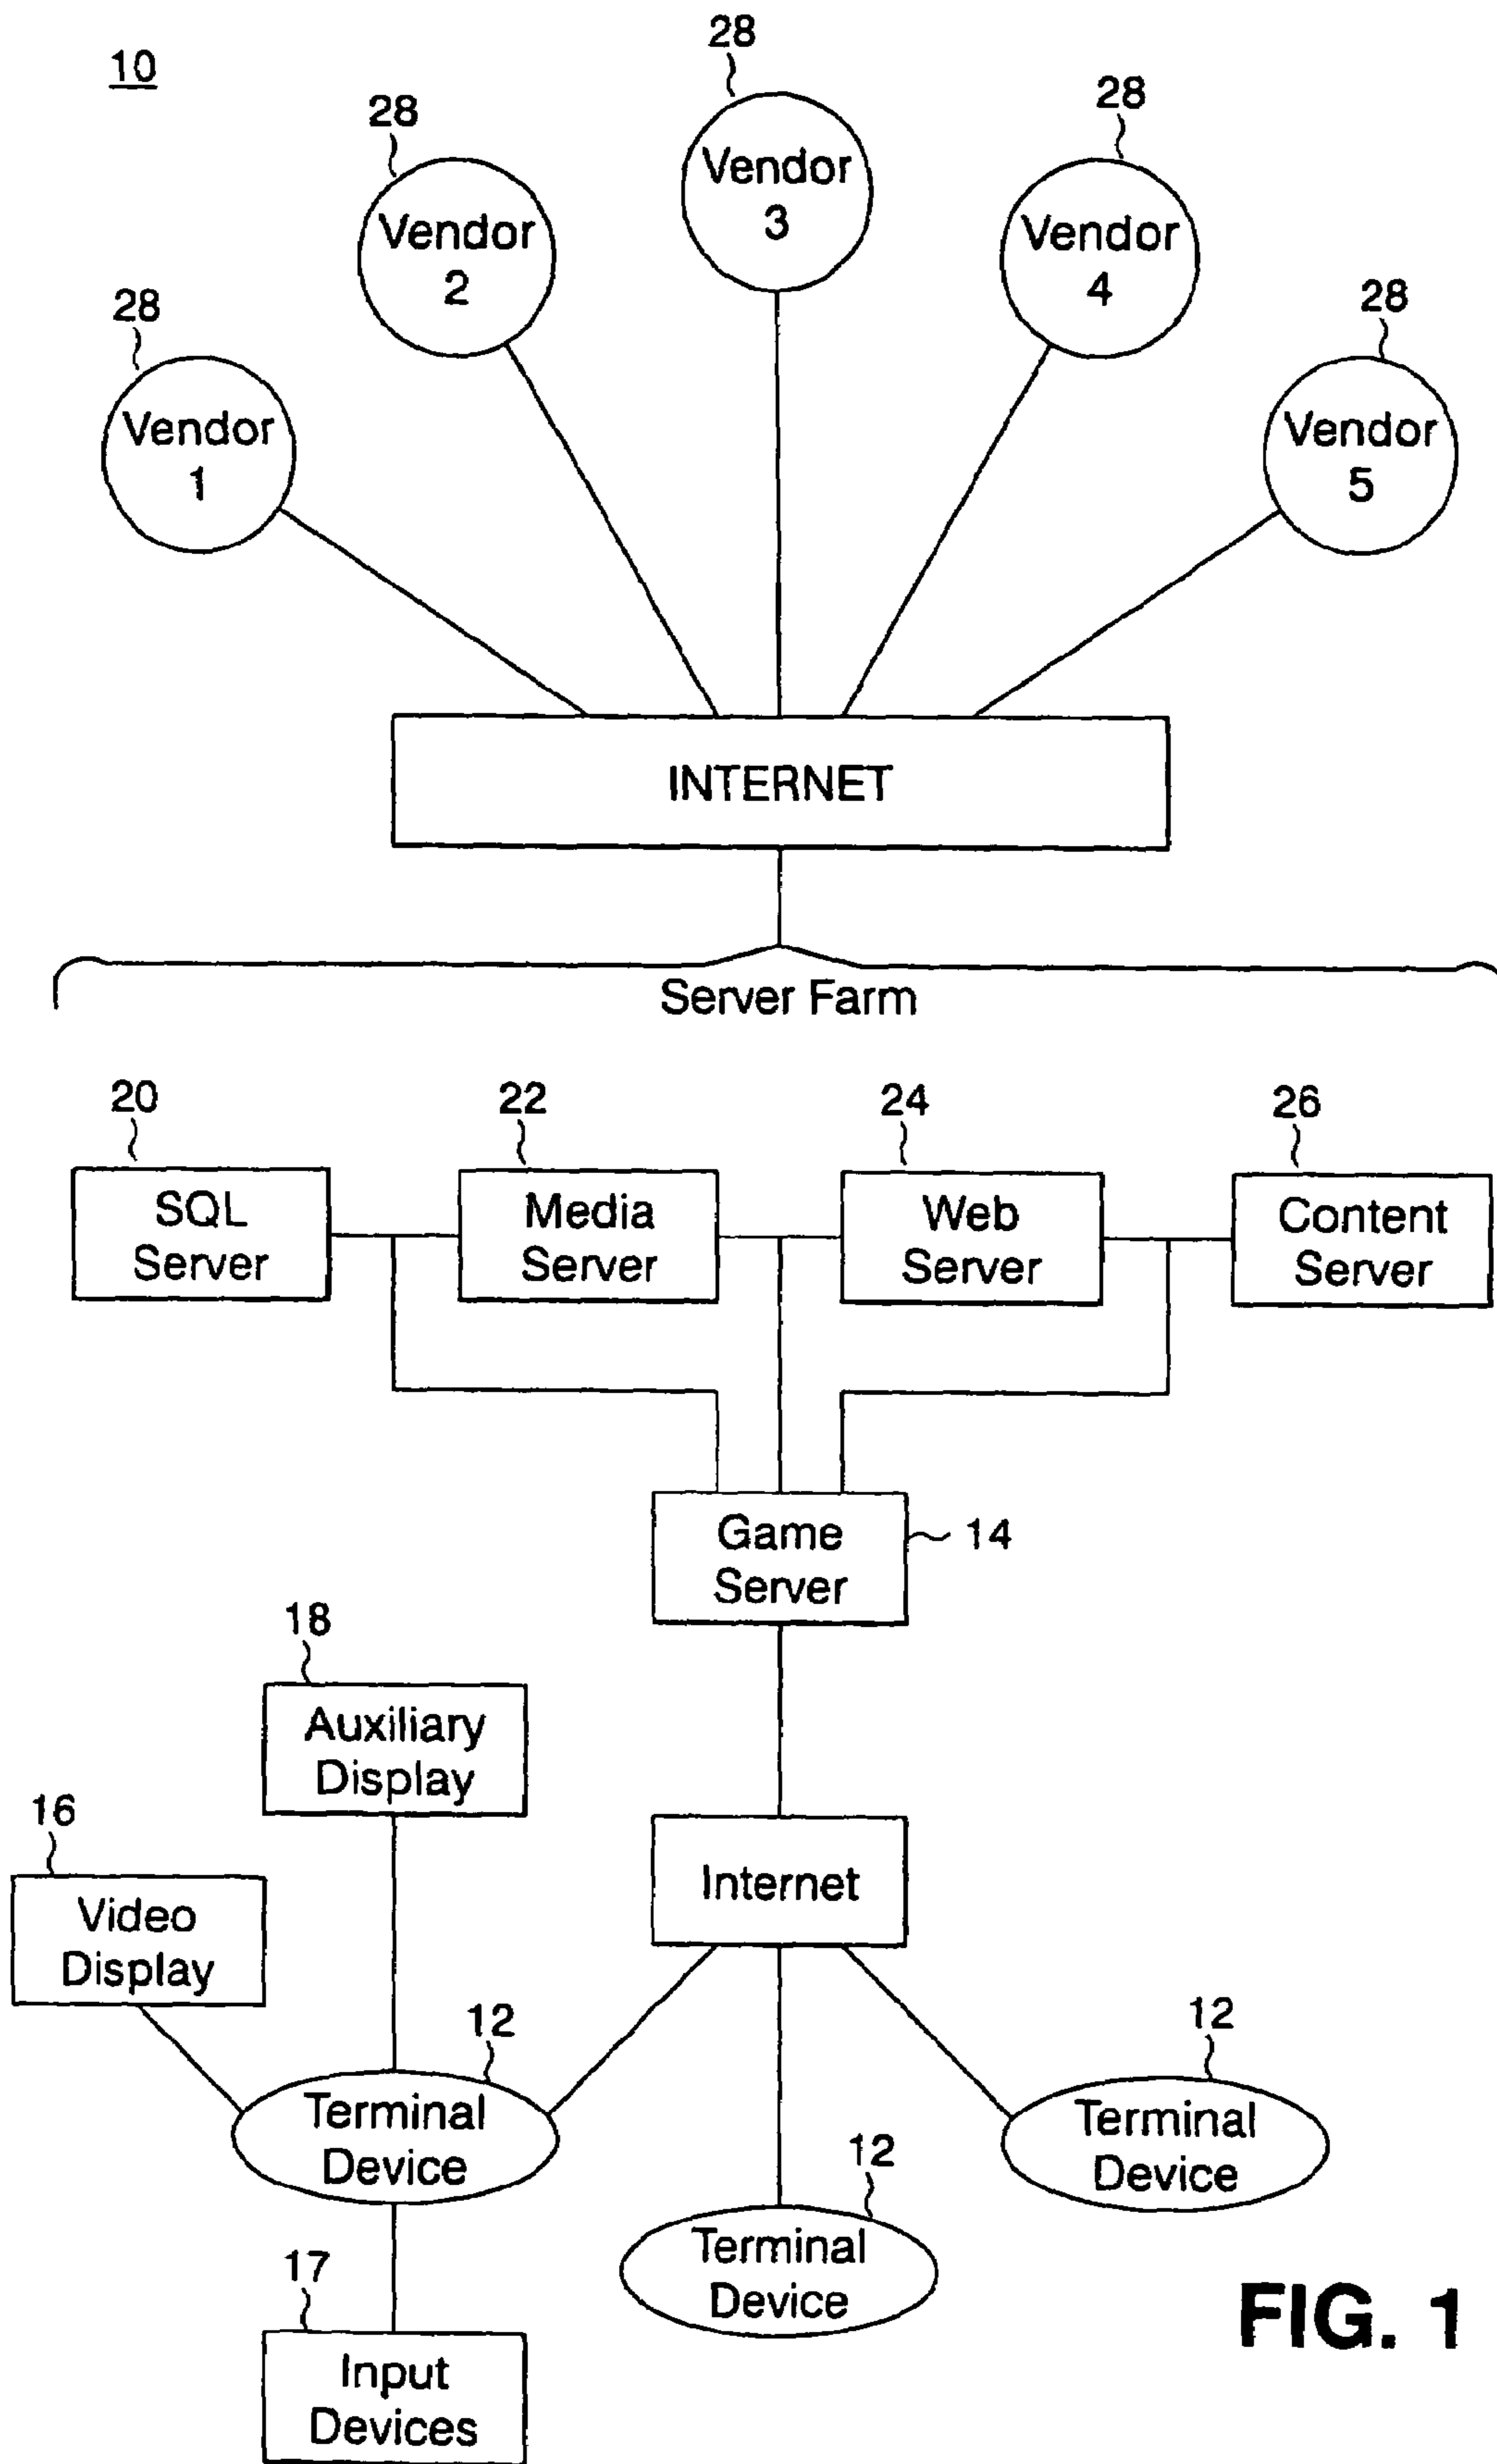 10
28
28
28
28
28
Vendor
1
Vendor
2
Vendor
3
Vendor
4
Vendor
5
INTERNET
Server Farm
20
22
24
26
SQL
Server
Media
Server
Web
Server
Content
Server
Game
Server
14
18
Auxiliary
Display
16
Video
Display
Internet
12
Terminal
Device
12
Terminal
Device
12
Terminal
Device
17
Input
Devices
FIG. 1